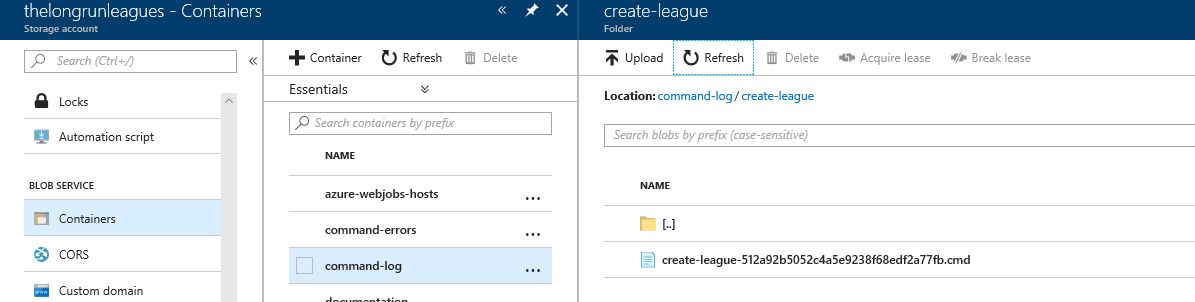 thelongrunleagues - Containers
Storage account
Search (Ctrl+/)
Locks
Automation script
BLOB SERVICE
Containers
CORS
Custom domain
Container
Refresh
Delete
Essentials
Search containers by prefix
NAME
azure-webjobs-hosts
...
command-errors
...
command-log
...
documentation
create-league
Folder
Upload
Refresh
Delete
Acquire lease
Break lease
Location: command-log / create-league
Search blobs by prefix (case-sensitive)
NAME
[..]
create-league-512a92b5052c4a5e9238f68edf2a77fb.cmd